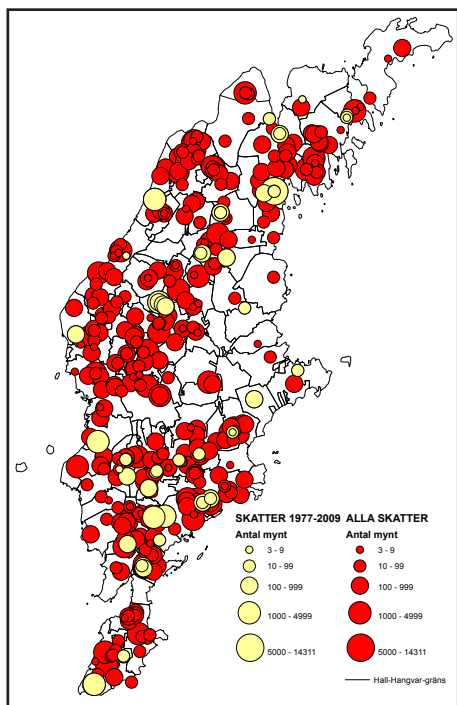 SKATTER 1977-2009 ALLA SKATTER
Antal mynt Antal mynt
3 - 9 3 - 9
10 - 99 10 - 99
100 - 999 100 - 999
1000 - 4999 1000 - 4999
5000 - 14311 5000 - 14311
Hall-Hangvar-gräns